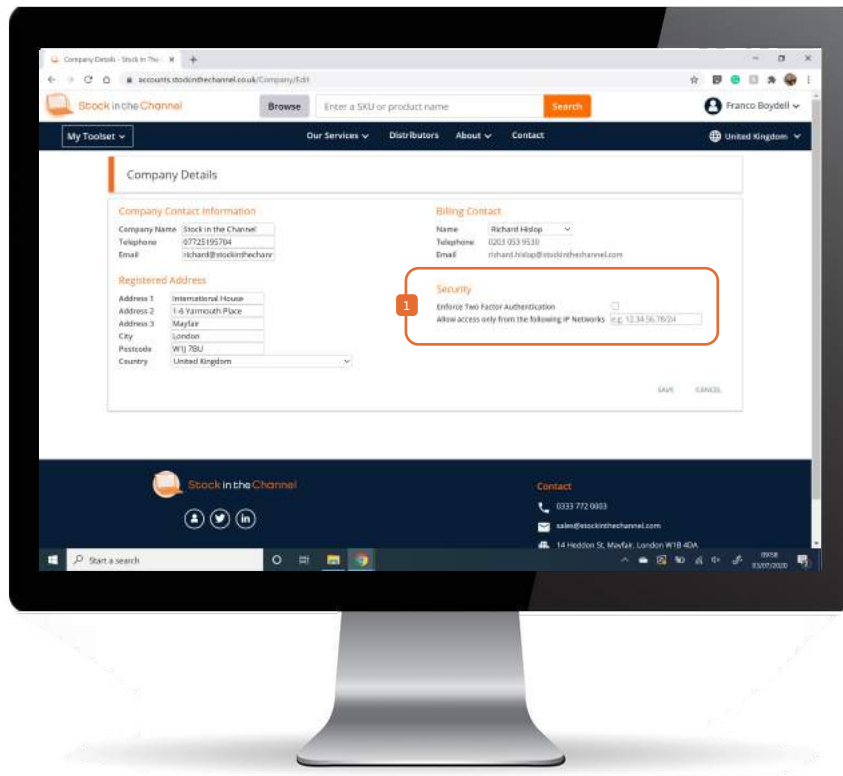 Company Details - Stock In The
accounts.stockinthechannel.co.uk/Company/Edit
Stock in the Channel
Browse
Enter a SKU or product name
Search
Franco Boydell
My Toolset
Our Services
Distributors
About
Contact
United Kingdom
Company Details
Company Contact Information
Company Name Stock in the Channel
Telephone 07725195704
Email richard@stockinthechanr
Registered Address
Address 1 International House
Address 2 1-6 Yarmouth Place
Address 3 Mayfair
City London
Postcode W1J 7BU
Country United Kingdom
Billing Contact
Name Richard Hislop
Telephone 0203 053 9530
Email richard.hislop@stockinthechannel.com
1
Security
Enforce Two Factor Authentication
Allow access only from the following IP Networks e.g. 12.34.56.78/24
SAVE CANCEL
Stock in the Channel
in
Contact
0333 772 0003
sales@stockinthechannel.com
14 Heddon St, Mayfair, London W1B 4DA
Start a search
09:58
03/07/2020